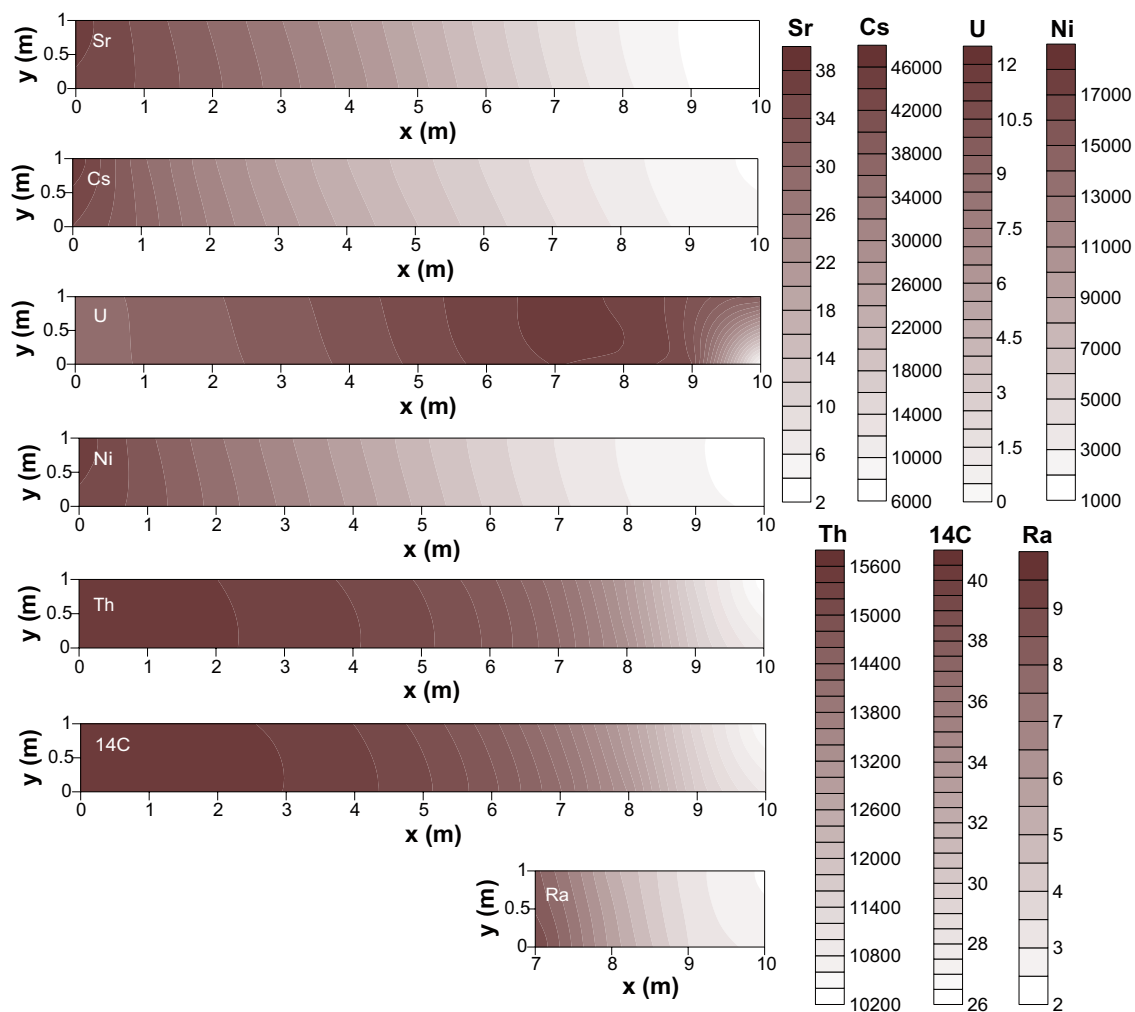 Sr Cs U Ni
1
0.5
0
y (m)
Sr
0 1 2 3 4 5 6 7 8 9 10
x (m)
1
0.5
0
y (m)
Cs
0 1 2 3 4 5 6 7 8 9 10
x (m)
1
0.5
0
y (m)
U
0 1 2 3 4 5 6 7 8 9 10
x (m)
1
0.5
0
y (m)
Ni
0 1 2 3 4 5 6 7 8 9 10
x (m)
38
34
30
26
22
18
14
10
6
2
46000
42000
38000
34000
30000
26000
22000
18000
14000
10000
6000
12
10.5
9
7.5
6
4.5
3
1.5
0
17000
15000
13000
11000
9000
7000
5000
3000
1000
Th 14C Ra
1
0.5
0
y (m)
Th
0 1 2 3 4 5 6 7 8 9 10
x (m)
1
0.5
0
y (m)
14C
0 1 2 3 4 5 6 7 8 9 10
x (m)
1
0.5
0
y (m)
Ra
7 8 9 10
x (m)
15600
15000
14400
13800
13200
12600
12000
11400
10800
10200
40
38
36
34
32
30
28
26
9
8
7
6
5
4
3
2